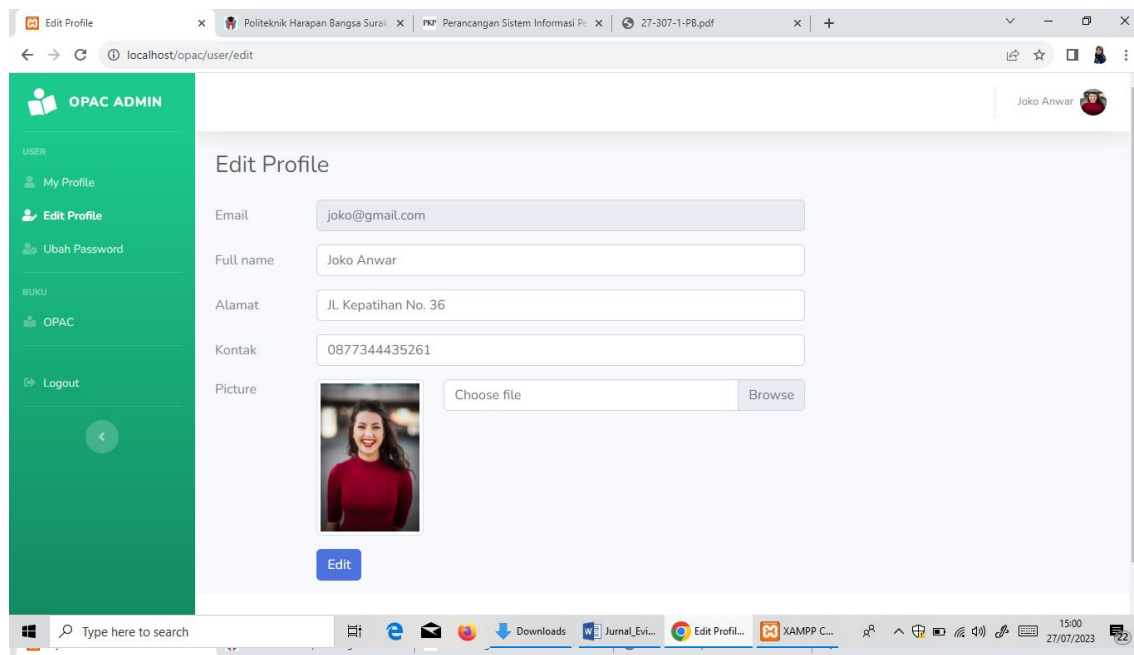 Edit Profile
Politeknik Harapan Bangsa Surak
PKP Perancangan Sistem Informasi Pe
27-307-1-PB.pdf
localhost/opac/user/edit
OPAC ADMIN
Joko Anwar
USER
My Profile
Edit Profile
Ubah Password
BUKU
OPAC
Logout
Edit Profile
Email joko@gmail.com
Full name Joko Anwar
Alamat Jl. Kepatihan No. 36
Kontak 0877344435261
Picture Choose file Browse
Edit
Type here to search
Downloads
Jurnal_Evi...
Edit Profil...
XAMPP C...
15:00
27/07/2023
22